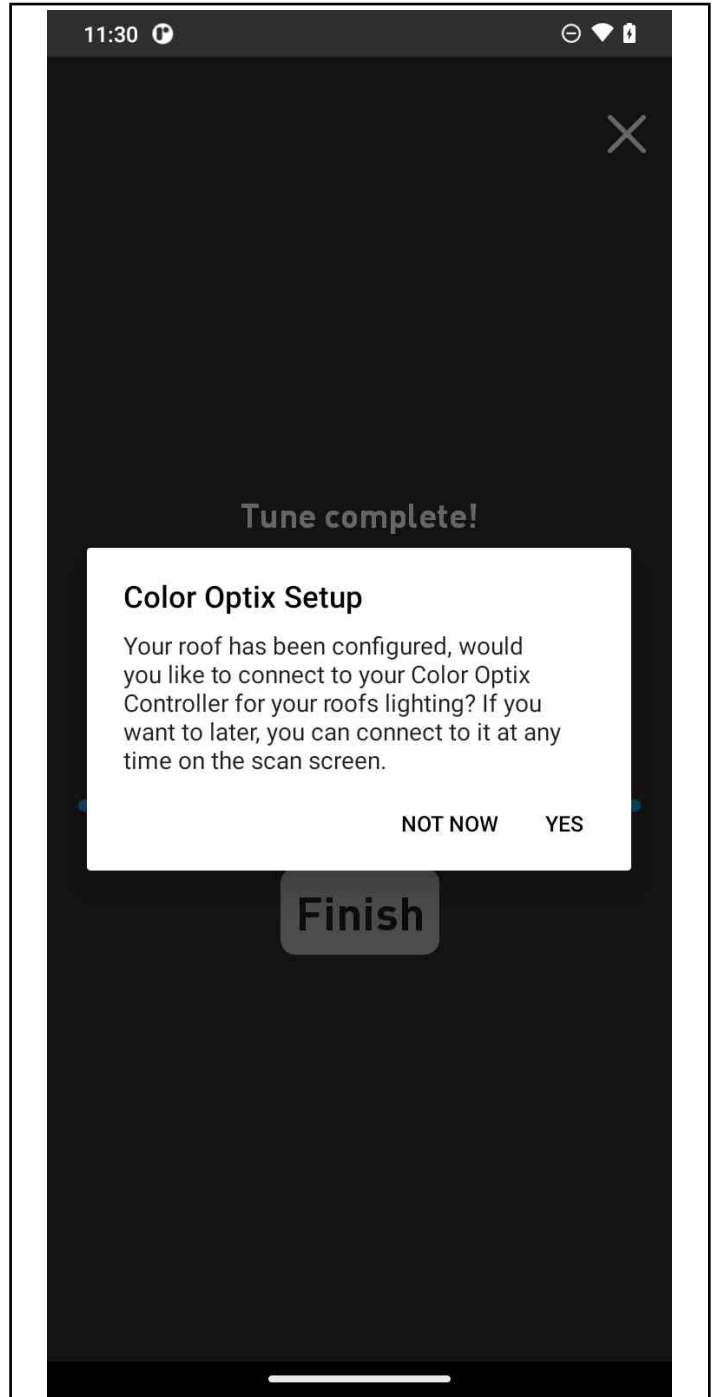 11:30
Tune complete!
Color Optix Setup
Your roof has been configured, would
you like to connect to your Color Optix
Controller for your roofs lighting? If you
want to later, you can connect to it at any
time on the scan screen.
NOT NOW YES
Finish